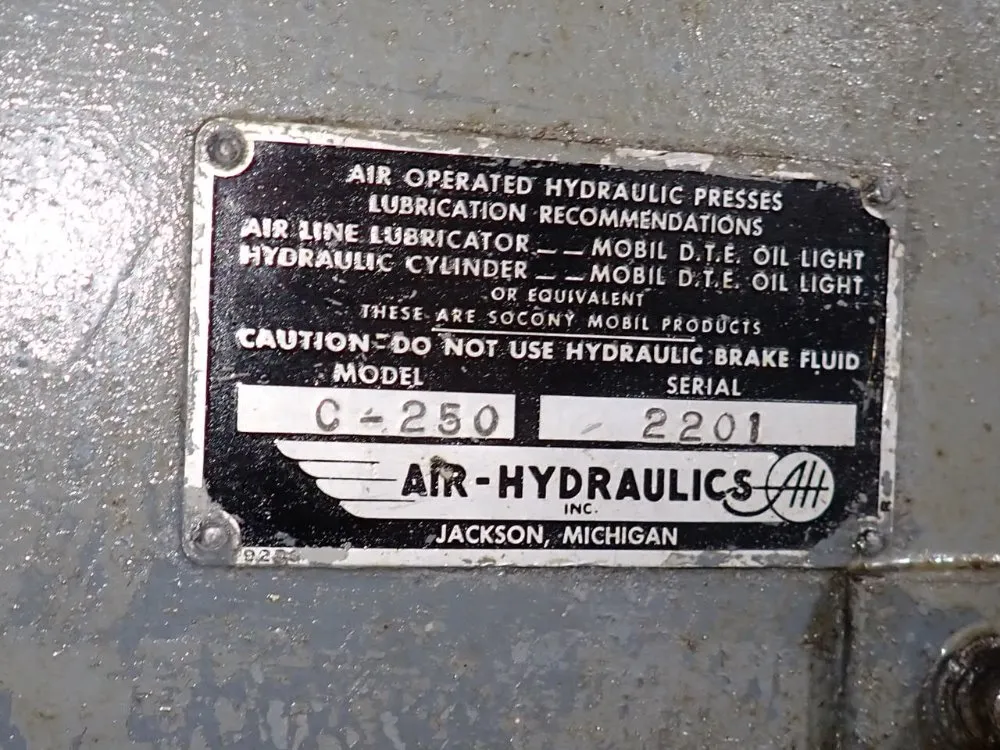 AIR OPERATED HYDRAULIC PRESSES
LUBRICATION RECOMMENDATIONS
AIR LINE LUBRICATOR _ _ MOBIL D.T.E. OIL LIGHT
HYDRAULIC CYLINDER _ _ MOBIL D.T.E. OIL LIGHT
OR EQUIVALENT
THESE ARE SOCONY MOBIL PRODUCTS
CAUTION - DO NOT USE HYDRAULIC BRAKE FLUID
MODEL SERIAL
C-250 2201
AIR-HYDRAULICS AH
INC.
JACKSON, MICHIGAN
R